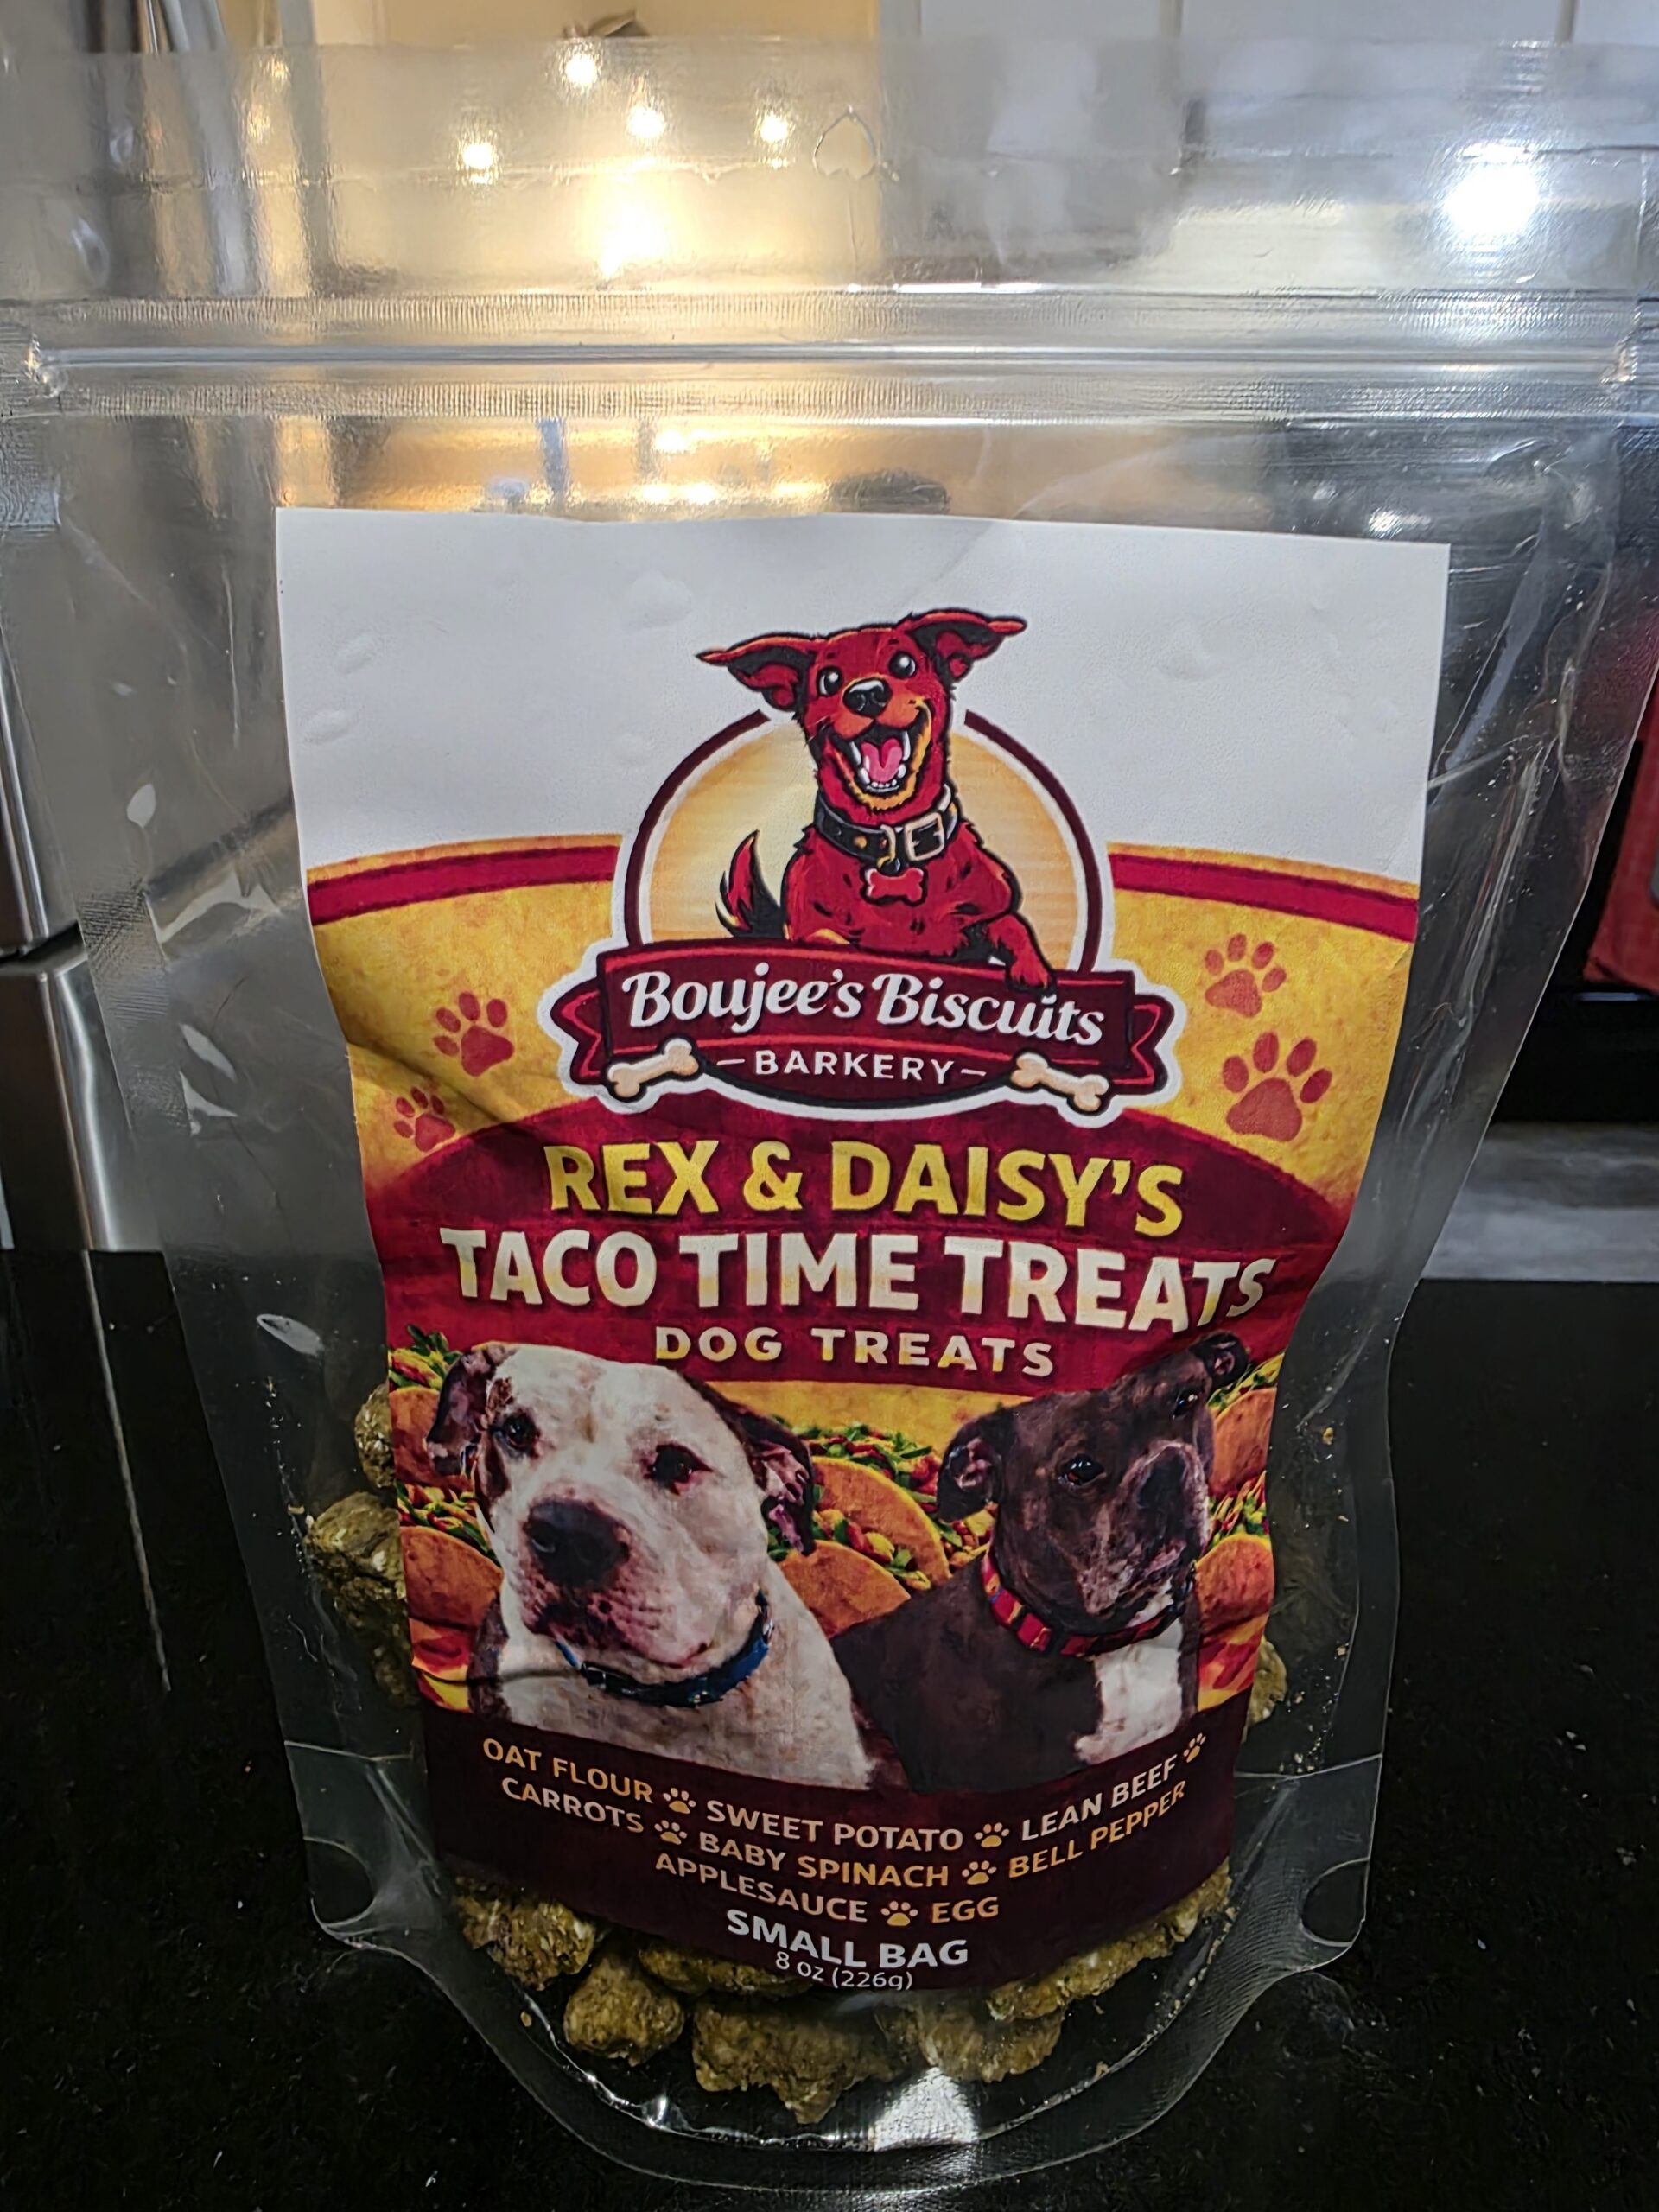 Boujee's Biscuits
BARKERY
REX & DAISY'S
TACO TIME TREATS
DOG TREATS
OAT FLOUR SWEET POTATO LEAN BEEF
CARROTS BABY SPINACH BELL PEPPER
APPLESAUCE EGG
SMALL BAG
8 oz (226g)